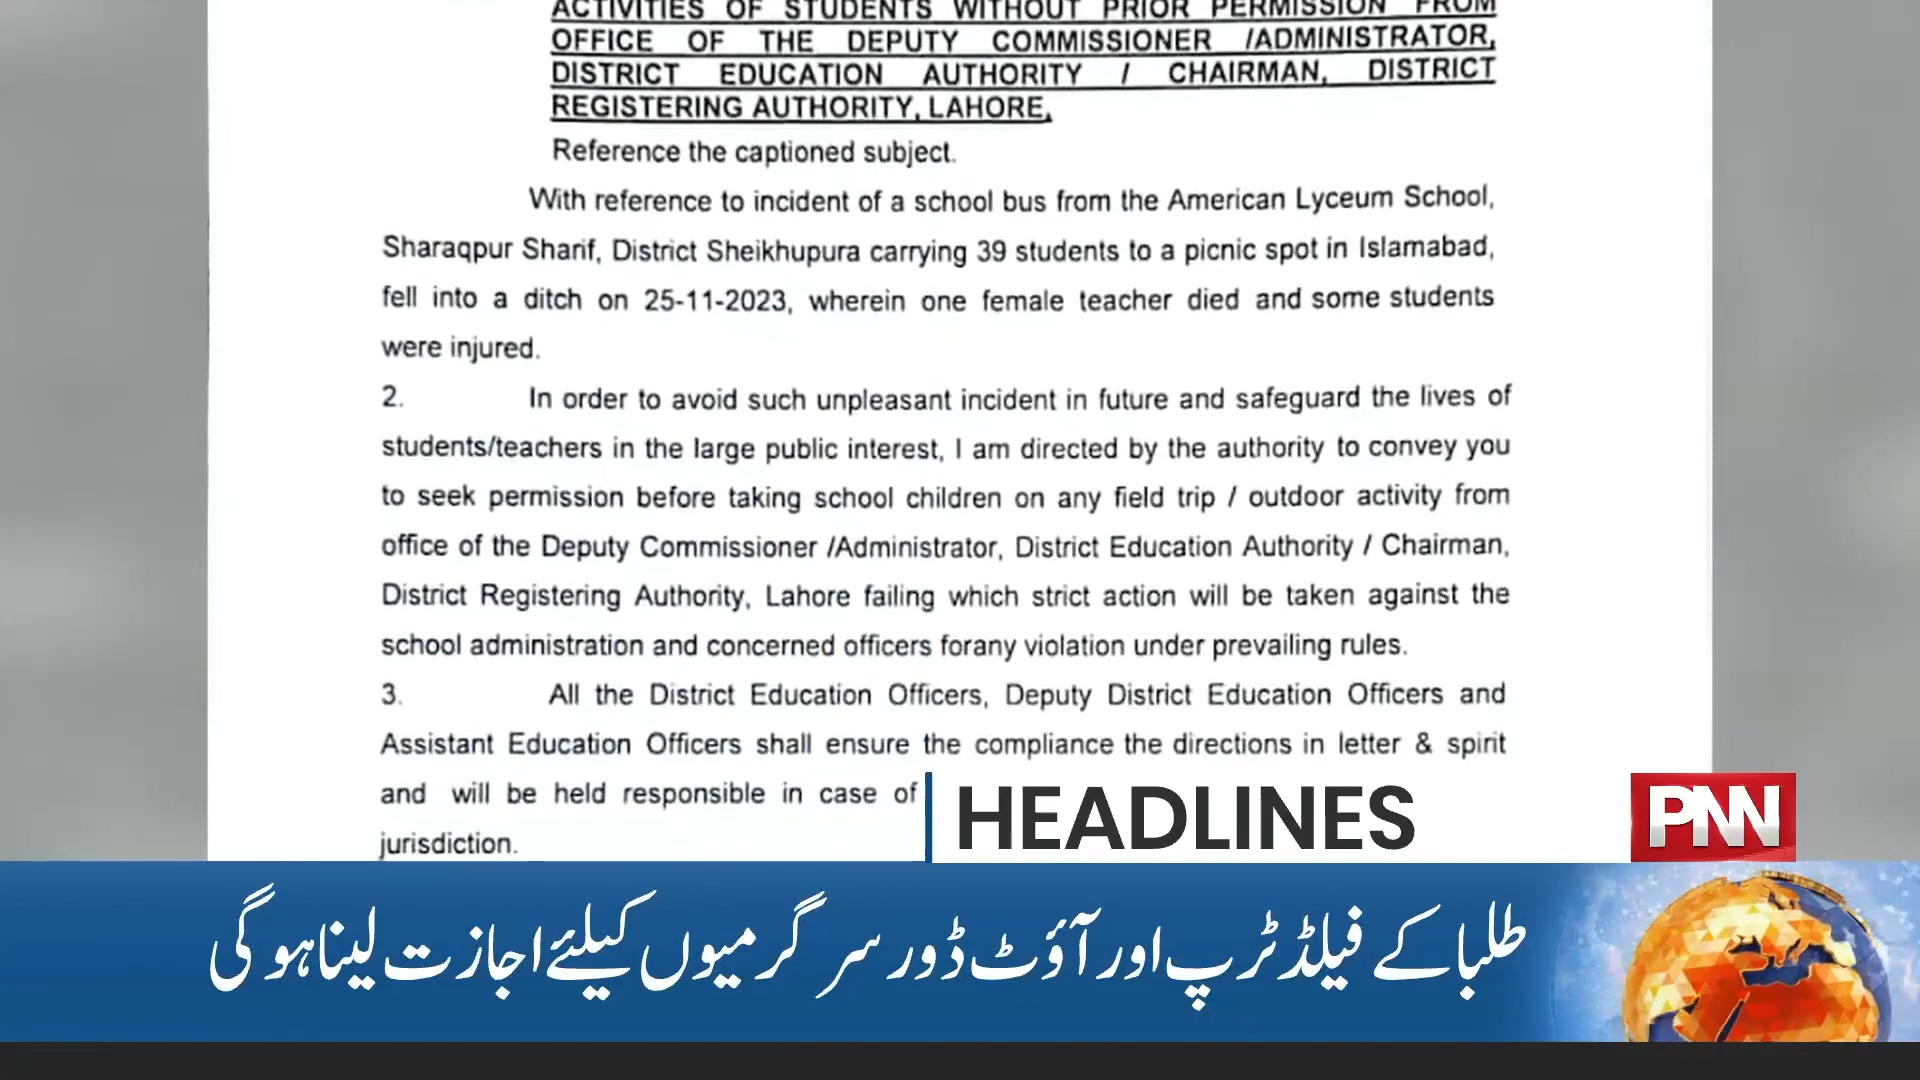 ACTIVITIES OF STUDENTS WITHOUT PRIOR PERMISSION FROM
OFFICE OF THE DEPUTY COMMISSIONER /ADMINISTRATOR,
DISTRICT EDUCATION AUTHORITY / CHAIRMAN, DISTRICT
REGISTERING AUTHORITY, LAHORE.
Reference the captioned subject.
With reference to incident of a school bus from the American Lyceum School,
Sharaqpur Sharif, District Sheikhupura carrying 39 students to a picnic spot in Islamabad,
fell into a ditch on 25-11-2023, wherein one female teacher died and some students
were injured.
2. In order to avoid such unpleasant incident in future and safeguard the lives of
students/teachers in the large public interest, I am directed by the authority to convey you
to seek permission before taking school children on any field trip / outdoor activity from
office of the Deputy Commissioner /Administrator, District Education Authority / Chairman,
District Registering Authority, Lahore failing which strict action will be taken against the
school administration and concerned officers forany violation under prevailing rules.
3. All the District Education Officers, Deputy District Education Officers and
Assistant Education Officers shall ensure the compliance the directions in letter & spirit
and will be held responsible in case of
jurisdiction.
HEADLINES
PNN
طلبا کے فیلڈ ٹرپ اور آؤٹ ڈور سرگرمیوں کیلئے اجازت لینا ہو گی